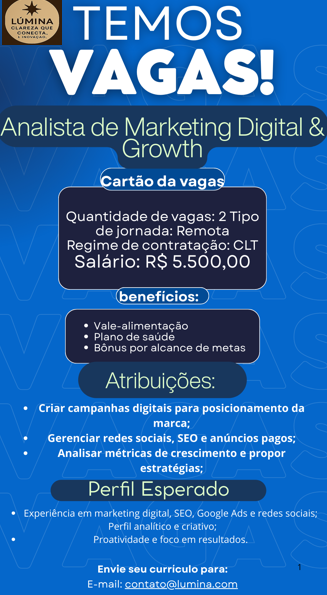 LÚMINA
CLAREZA QUE
CONECTA,
E INOVAÇÃO.
TEMOS
VAGAS!
Analista de Marketing Digital &
Growth
Cartão da vagas
Quantidade de vagas: 2 Tipo
de jornada: Remota
Regime de contratação: CLT
Salário: R$ 5.500,00
benefícios:
• Vale-alimentação
• Plano de saúde
• Bônus por alcance de metas
Atribuições:
• Criar campanhas digitais para posicionamento da
marca;
• Gerenciar redes sociais, SEO e anúncios pagos;
• Analisar métricas de crescimento e propor
estratégias;
Perfil Esperado
• Experiência em marketing digital, SEO, Google Ads e redes sociais;
Perfil analítico e criativo;
• Proatividade e foco em resultados.
1
Envie seu currículo para:
E-mail: contato@lumina.com